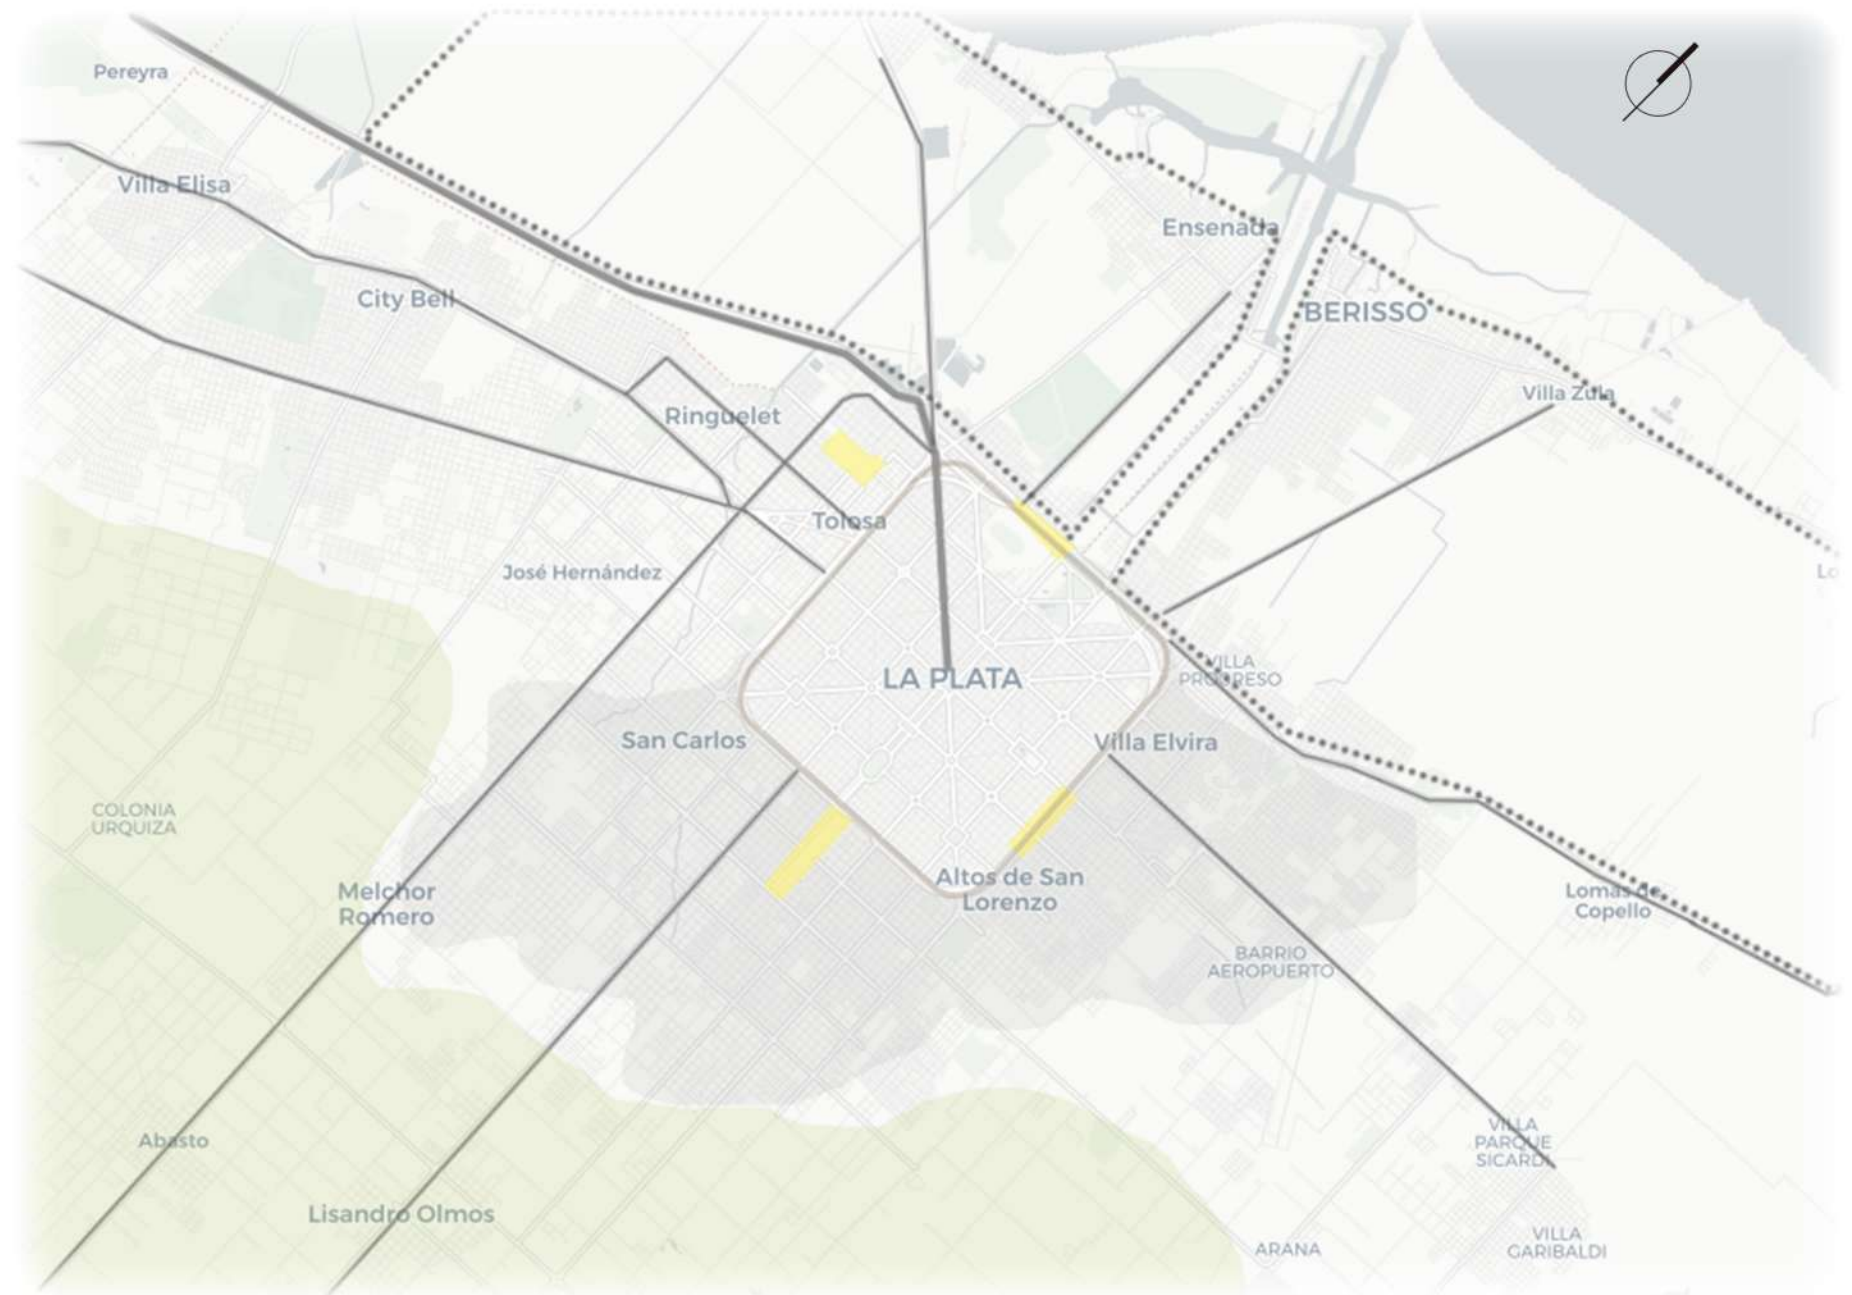 Pereyra
Villa Elisa
Ensenada
City Bell
BERISSO
Villa Zula
Ringuelet
Tolosa
José Hernández
Lo
VILLA
PROGRESO
LA PLATA
San Carlos
Villa Elvira
COLONIA
URQUIZA
Melchor
Romero
Altos de San
Lorenzo
Lomas de
Copello
BARRIO
AEROPUERTO
Abasto
VILLA
PARQUE
SICARDI
Lisandro Olmos
ARANA
VILLA
GARIBALDI